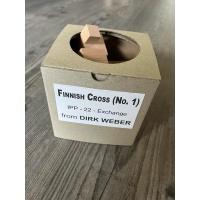 Finnish Cross (No. 1)
IPP - 22 - Exchange
from DIRK WEBER